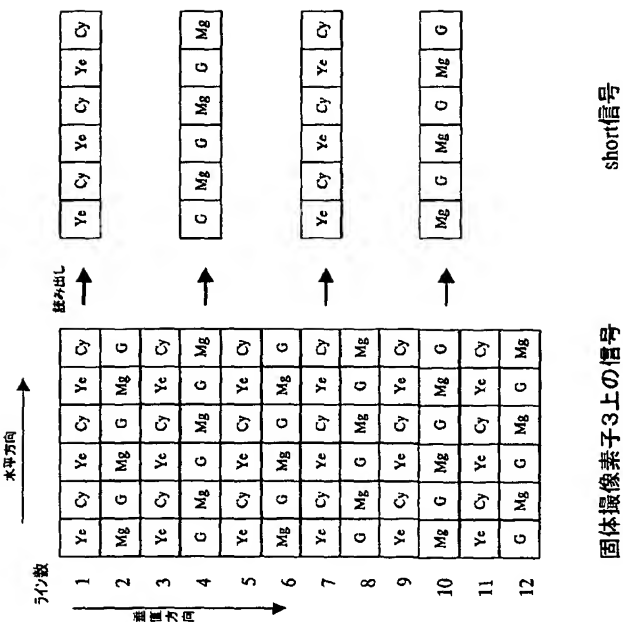 水平方向
ライン数
垂直方向
読み出し
1 Ye Cy Ye Cy Ye Cy
2 Mg G Mg G Mg G
3 Ye Cy Ye Cy Ye Cy
4 G Mg G Mg G Mg
5 Ye Cy Ye Cy Ye Cy
6 Mg G Mg G Mg G
7 Ye Cy Ye Cy Ye Cy
8 G Mg G Mg G Mg
9 Ye Cy Ye Cy Ye Cy
10 Mg G Mg G Mg G
11 Ye Cy Ye Cy Ye Cy
12 G Mg G Mg G Mg
固体撮像素子3上の信号
Ye Cy Ye Cy Ye Cy
G Mg G Mg G Mg
Ye Cy Ye Cy Ye Cy
Mg G Mg G Mg G
short信号